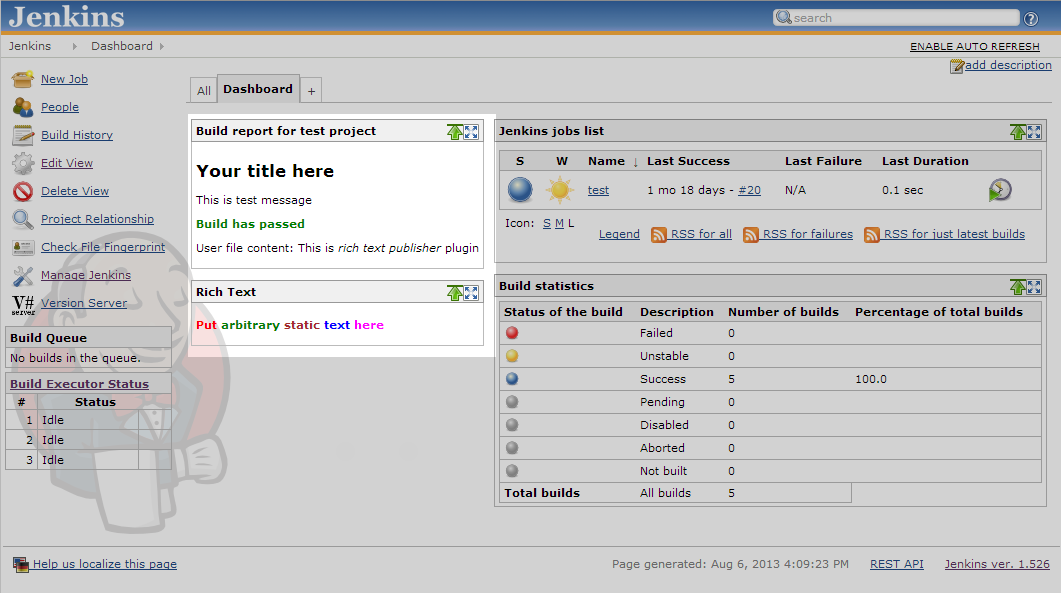 Jenkins
search
?
Jenkins Dashboard
ENABLE AUTO REFRESH
add description
New Job
People
Build History
Edit View
Delete View
Project Relationship
Check File Fingerprint
Manage Jenkins
V# server Version Server
Build Queue
No builds in the queue.
Build Executor Status
# Status
1 Idle
2 Idle
3 Idle
All Dashboard +
Build report for test project
Your title here
This is test message
Build has passed
User file content: This is rich text publisher plugin
Rich Text
Put arbitrary static text here
Jenkins jobs list
S W Name ↓ Last Success Last Failure Last Duration
test 1 mo 18 days - #20 N/A 0.1 sec
Icon: S M L
Legend RSS for all RSS for failures RSS for just latest builds
Build statistics
Status of the build Description Number of builds Percentage of total builds
Failed 0
Unstable 0
Success 5 100.0
Pending 0
Disabled 0
Aborted 0
Not built 0
Total builds All builds 5
Help us localize this page
Page generated: Aug 6, 2013 4:09:23 PM REST API Jenkins ver. 1.526